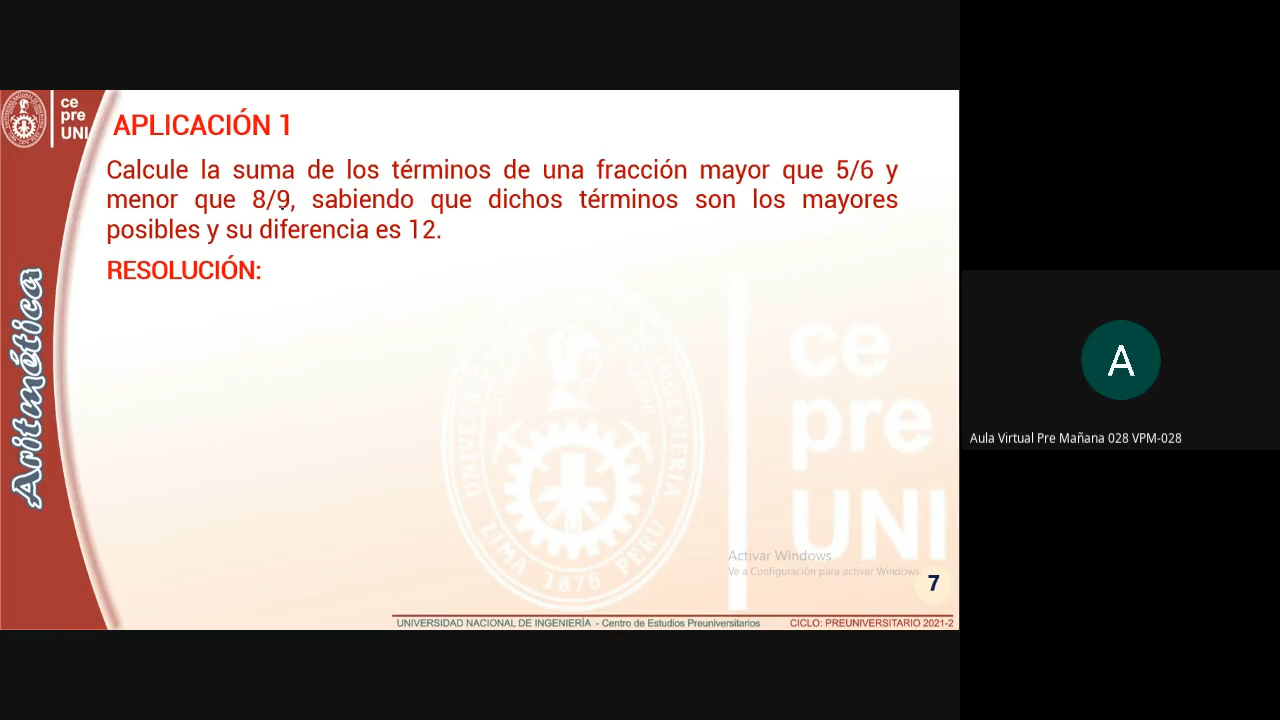 ce
pre
UNI
APLICACIÓN 1
Calcule la suma de los términos de una fracción mayor que 5/6 y
menor que 8/9, sabiendo que dichos términos son los mayores
posibles y su diferencia es 12.
RESOLUCIÓN:
Aritmética
ce
pre
UNI
LIMA 1876 PERU
Activar Windows
Ve a Configuración para activar Windows.
7
UNIVERSIDAD NACIONAL DE INGENIERÍA - Centro de Estudios Preuniversitarios
CICLO: PREUNIVERSITARIO 2021-2
A
Aula Virtual Pre Mañana 028 VPM-028